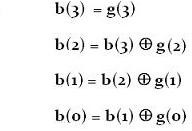 b(3) = g(3)
b(2) = b(3) ⊕ g(2)
b(1) = b(2) ⊕ g(1)
b(0) = b(1) ⊕ g(0)